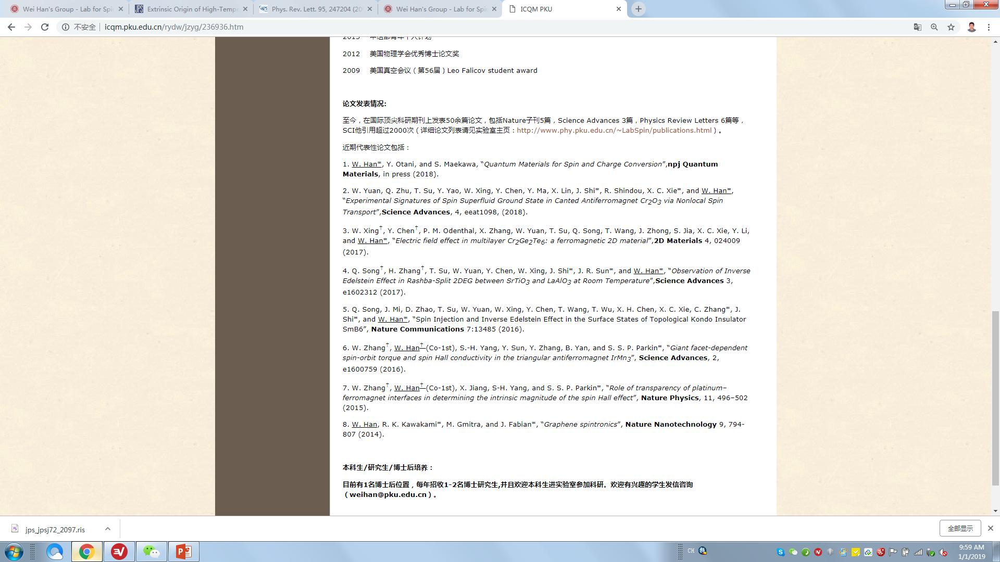 Wei Han's Group - Lab for Spi
Extrinsic Origin of High-Temp
Phys. Rev. Lett. 95, 247204 (20
Wei Han's Group - Lab for Spi
ICQM PKU
不安全 | icqm.pku.edu.cn/rydw/jzyg/236936.htm
2012 美国物理学会优秀博士论文奖
2009 美国真空会议（第56届）Leo Falicov student award
论文发表情况:
至今，在国际顶尖科研期刊上发表50余篇论文，包括Nature子刊5篇，Science Advances 3篇，Physics Review Letters 6篇等，
SCI他引用超过2000次（详细论文列表请见实验室主页：http://www.phy.pku.edu.cn/~LabSpin/publications.html）。
近期代表性论文包括：
1. W. Han*, Y. Otani, and S. Maekawa, “Quantum Materials for Spin and Charge Conversion”,npj Quantum
Materials, in press (2018).
2. W. Yuan, Q. Zhu, T. Su, Y. Yao, W. Xing, Y. Chen, Y. Ma, X. Lin, J. Shi*, R. Shindou, X. C. Xie*, and W. Han*,
“Experimental Signatures of Spin Superfluid Ground State in Canted Antiferromagnet Cr2O3 via Nonlocal Spin
Transport”,Science Advances, 4, eeat1098, (2018).
3. W. Xing†, Y. Chen†, P. M. Odenthal, X. Zhang, W. Yuan, T. Su, Q. Song, T. Wang, J. Zhong, S. Jia, X. C. Xie, Y. Li,
and W. Han*, “Electric field effect in multilayer Cr2Ge2Te6: a ferromagnetic 2D material”,2D Materials 4, 024009
(2017).
4. Q. Song†, H. Zhang†, T. Su, W. Yuan, Y. Chen, W. Xing, J. Shi*, J. R. Sun*, and W. Han*, “Observation of Inverse
Edelstein Effect in Rashba-Split 2DEG between SrTiO3 and LaAlO3 at Room Temperature”,Science Advances 3,
e1602312 (2017).
5. Q. Song, J. Mi, D. Zhao, T. Su, W. Yuan, W. Xing, Y. Chen, T. Wang, T. Wu, X. H. Chen, X. C. Xie, C. Zhang*, J.
Shi*, and W. Han*, “Spin Injection and Inverse Edelstein Effect in the Surface States of Topological Kondo Insulator
SmB6”, Nature Communications 7:13485 (2016).
6. W. Zhang†, W. Han† (Co-1st), S.-H. Yang, Y. Sun, Y. Zhang, B. Yan, and S. S. P. Parkin*, “Giant facet-dependent
spin-orbit torque and spin Hall conductivity in the triangular antiferromagnet IrMn3”, Science Advances, 2,
e1600759 (2016).
7. W. Zhang†, W. Han† (Co-1st), X. Jiang, S-H. Yang, and S. S. P. Parkin*, “Role of transparency of platinum–
ferromagnet interfaces in determining the intrinsic magnitude of the spin Hall effect”, Nature Physics, 11, 496–502
(2015).
8. W. Han, R. K. Kawakami*, M. Gmitra, and J. Fabian*, “Graphene spintronics”, Nature Nanotechnology 9, 794-
807 (2014).
本科生/研究生/博士后培养：
目前有1名博士后位置，每年招收1-2名博士研究生,并且欢迎本科生进实验室参加科研。欢迎有兴趣的学生发信咨询
（weihan@pku.edu.cn）。
jps_jpsj72_2097.ris
全部显示
CH
9:59 AM
1/1/2019